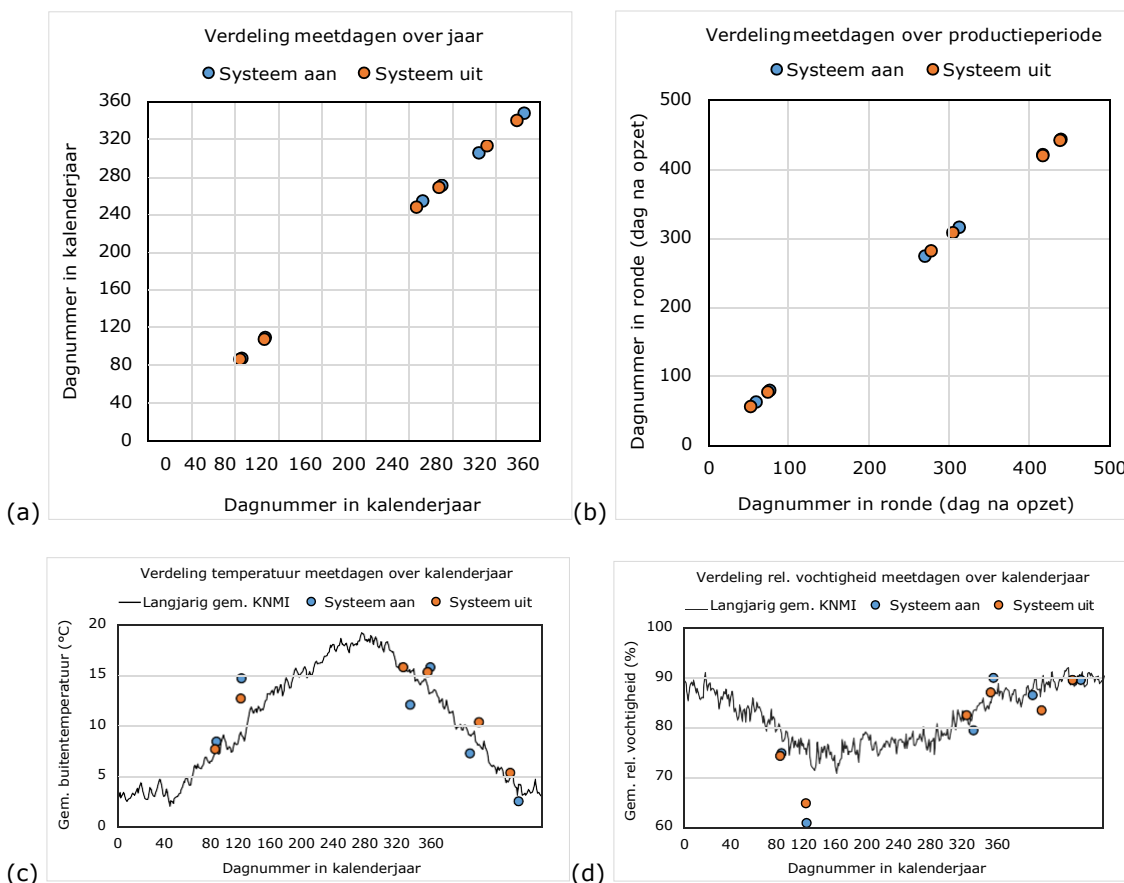 Verdeling meetdagen over jaar
Systeem aan Systeem uit
Dagnummer in kalenderjaar
360
320
280
240
200
160
120
80
40
0
0 40 80 120 160 200 240 280 320 360
Dagnummer in kalenderjaar
(a)
Verdelingmeetdagen over productieperiode
Systeem aan Systeem uit
Dagnummer in ronde (dag na opzet)
500
400
300
200
100
0
0 100 200 300 400 500
Dagnummer in ronde (dag na opzet)
(b)
Verdeling temperatuur meetdagen over kalenderjaar
Langjarig gem. KNMI Systeem aan Systeem uit
Gem. buitentemperatuur (°C)
20
15
10
5
0
0 40 80 120 160 200 240 280 320 360
Dagnummer in kalenderjaar
(c)
Verdeling rel. vochtigheid meetdagen over kalenderjaar
Langjarig gem. KNMI Systeem aan Systeem uit
Gem. rel. vochtigheid (%)
100
90
80
70
60
0 40 80 120 160 200 240 280 320 360
Dagnummer in kalenderjaar
(d)